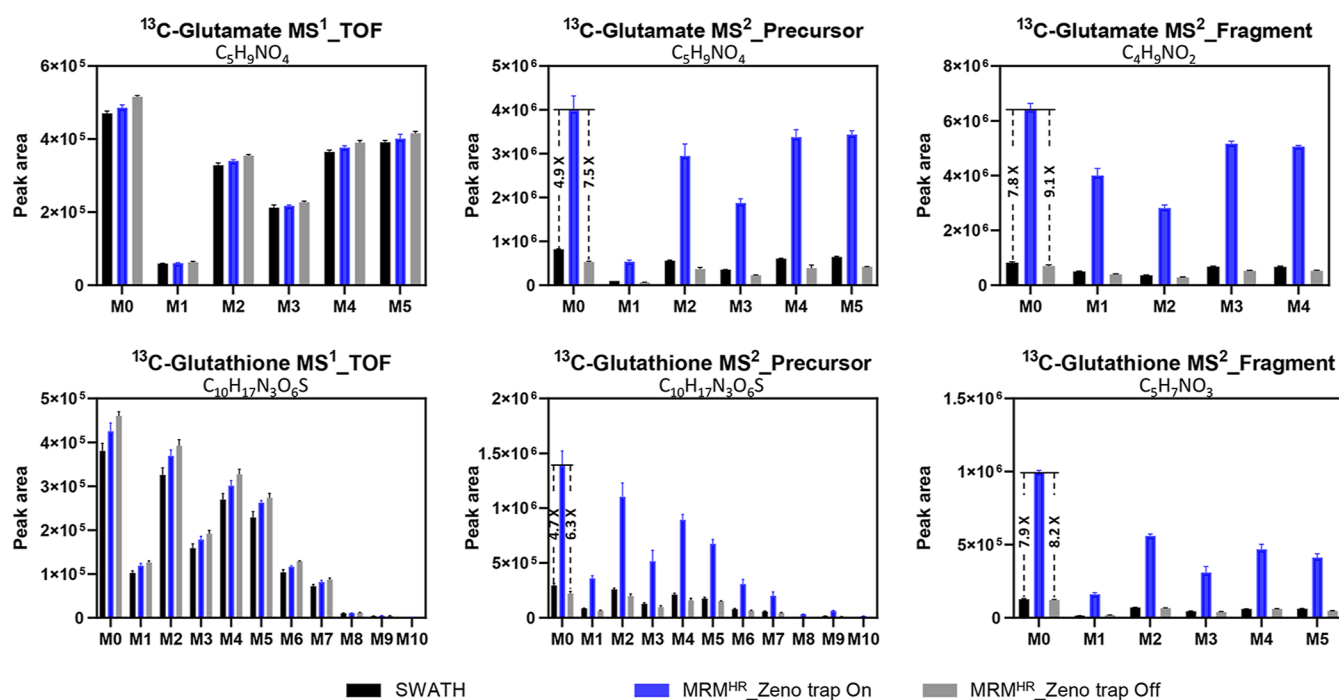 ¹³C-Glutamate MS¹_TOF
C₅H₉NO₄
Peak area
6×10⁵
4×10⁵
2×10⁵
0
M0 M1 M2 M3 M4 M5
¹³C-Glutamate MS²_Precursor
C₅H₉NO₄
Peak area
5×10⁶
4×10⁶
3×10⁶
2×10⁶
1×10⁶
0
4.9 X
7.5 X
M0 M1 M2 M3 M4 M5
¹³C-Glutamate MS²_Fragment
C₄H₉NO₂
Peak area
8×10⁶
6×10⁶
4×10⁶
2×10⁶
0
7.8 X
9.1 X
M0 M1 M2 M3 M4
¹³C-Glutathione MS¹_TOF
C₁₀H₁₇N₃O₆S
Peak area
5×10⁵
4×10⁵
3×10⁵
2×10⁵
1×10⁵
0
M0 M1 M2 M3 M4 M5 M6 M7 M8 M9 M10
¹³C-Glutathione MS²_Precursor
C₁₀H₁₇N₃O₆S
Peak area
2×10⁶
1.5×10⁶
1×10⁶
5×10⁵
0
4.7 X
6.3 X
M0 M1 M2 M3 M4 M5 M6 M7 M8 M9 M10
¹³C-Glutathione MS²_Fragment
C₅H₇NO₃
Peak area
1.5×10⁶
1×10⁶
5×10⁵
0
7.9 X
8.2 X
M0 M1 M2 M3 M4 M5
SWATH
MRMᴴᴿ_Zeno trap On
MRMᴴᴿ_Zeno trap Off